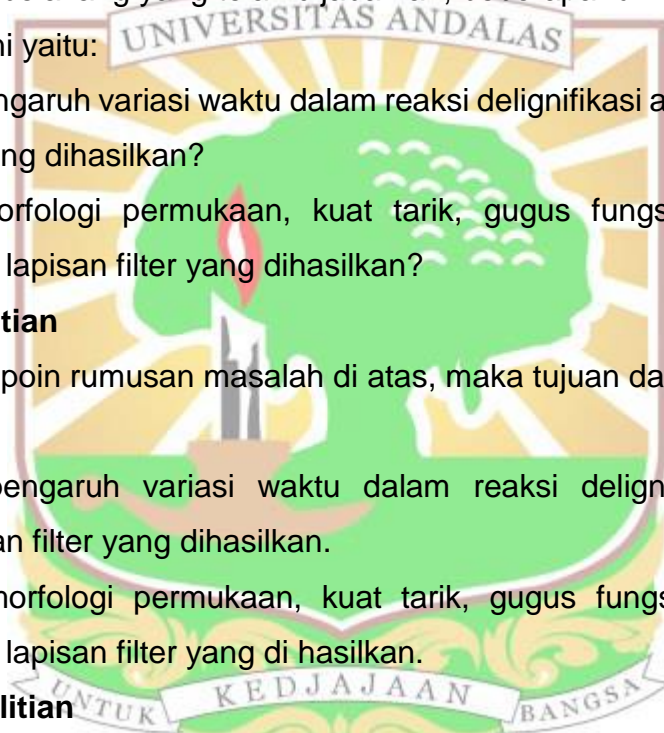 UNIVERSITAS ANDALAS
ni yaitu:
ngaruh variasi waktu dalam reaksi delignifikasi a
ng dihasilkan?
orfologi permukaan, kuat tarik, gugus fungs
lapisan filter yang dihasilkan?
tian
poin rumusan masalah di atas, maka tujuan da
pengaruh variasi waktu dalam reaksi delign
an filter yang dihasilkan.
morfologi permukaan, kuat tarik, gugus fungs
lapisan filter yang di hasilkan.
litian
UNTUK KEDJAJAAN BANGSA